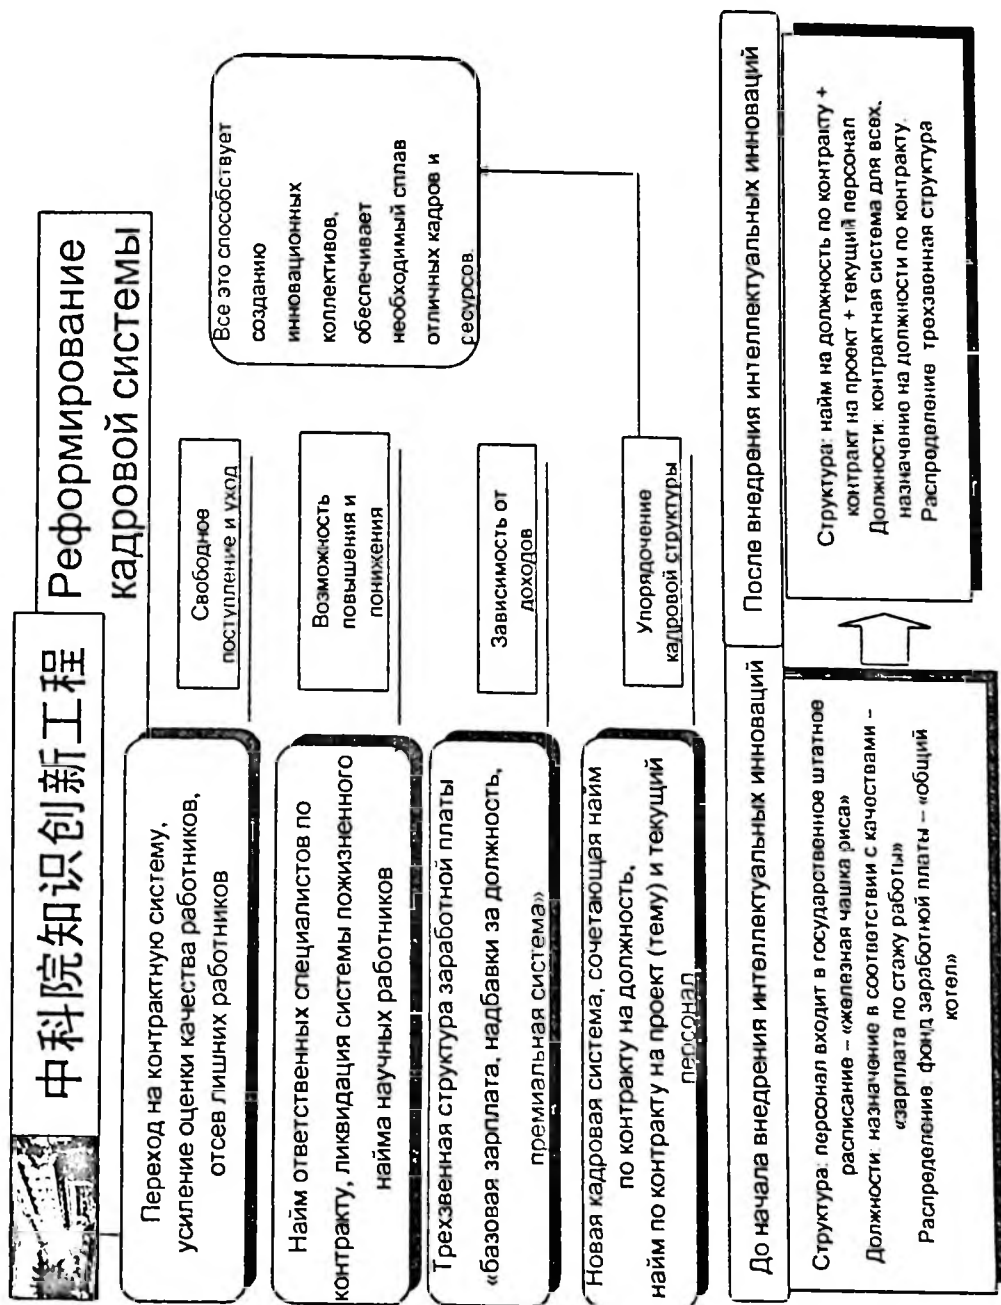 中科院知识创新工程
Реформирование
кадровой системы
Переход на контрактную систему,
усиление оценки качества работников,
отсев лишних работников
Свободное
поступление и уход
Найм ответственных специалистов по
контракту, ликвидация системы пожизненного
найма научных работников
Возможность
повышения и
понижения
Трехзвенная структура заработной платы
«базовая зарплата, надбавки за должность,
премиальная система»
Зависимость от
доходов
Новая кадровая система, сочетающая найм
по контракту на должность,
найм по контракту на проект (тему) и текущий
персонал
Упорядочение
кадровой структуры
Все это способствует
созданию
инновационных
коллективов,
обеспечивает
необходимый сплав
отличных кадров и
ресурсов.
До начала внедрения интеллектуальных инноваций
После внедрения интеллектуальных инноваций
Структура: персонал входит в государственное штатное
расписание – «железная чашка риса»
Должности: назначение в соответствии с качествами –
«зарплата по стажу работы»
Распределение: фонд заработной платы – «общий
котел»
Структура: найм на должность по контракту +
контракт на проект + текущий персонал
Должности: контрактная система для всех,
назначено на должности по контракту.
Распределение трехзвенная структура